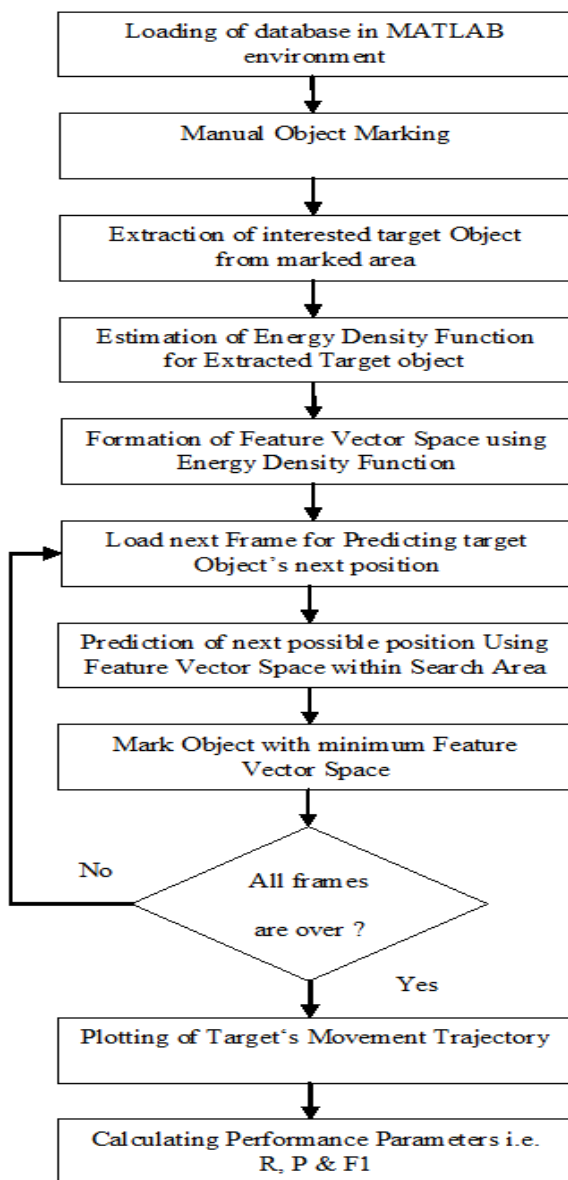 Loading of database in MATLAB
environment
Manual Object Marking
Extraction of interested target Object
from marked area
Estimation of Energy Density Function
for Extracted Target object
Formation of Feature Vector Space using
Energy Density Function
Load next Frame for Predicting target
Object's next position
Prediction of next possible position Using
Feature Vector Space within Search Area
Mark Object with minimum Feature
Vector Space
No
All frames
are over ?
Yes
Plotting of Target‘s Movement Trajectory
Calculating Performance Parameters i.e.
R, P & F1